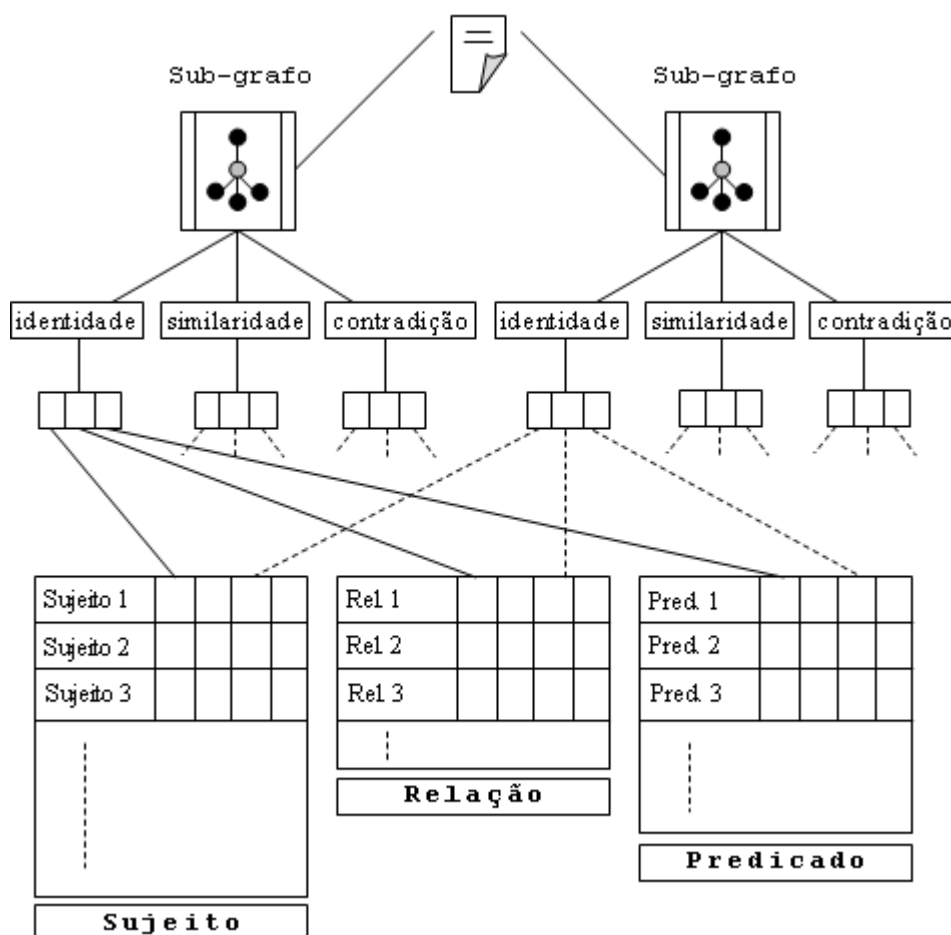 Sub-grafo
Sub-grafo
identidade
similaridade
contradição
identidade
similaridade
contradição
Sujeito 1
Sujeito 2
Sujeito 3
Rel. 1
Rel. 2
Rel. 3
Pred. 1
Pred. 2
Pred. 3
Relação
Predicado
Sujeito